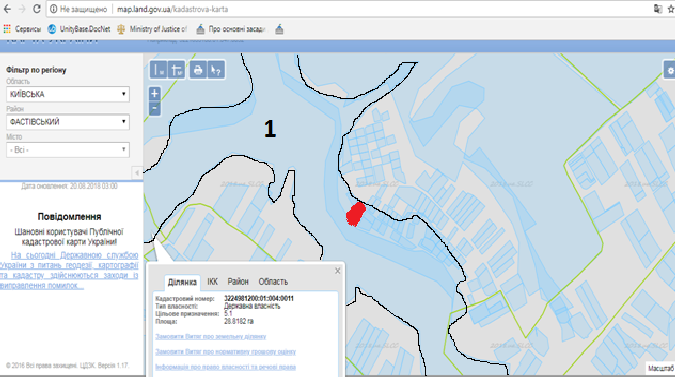 Не защищено | map.land.gov.ua/kadastrova-karta
Сервисы UnityBase.DocNet Ministry of Justice of Про основні засади
Фільтр по регіону
Область
КИЇВСЬКА
Район
ФАСТІВСЬКИЙ
Місто
- Всі -
Дата оновлення: 20.08.2018 03:00
Повідомлення
Шановні користувачі Публічної
кадастрової карти України!
На сьогодні Державною службою
України з питань геодезії, картографії
та кадастру здійснюються заходи із
виправлення помилок...
© 2016 Всі права захищені. ЦДЗК. Версія 1.17.
1
Ділянка ІКК Район Область
Кадастровий номер: 3224981200:01:004:0011
Тип власності: Державна власність
Цільове призначення: 5.1
Площа: 28.8182 га
Замовити Витяг про земельну ділянку
Замовити Витяг про нормативну грошову оцінку
Інформація про право власності та речові права
Масштаб